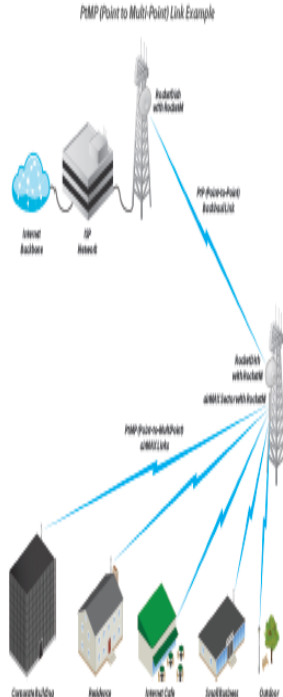 PtMP (Point to Multi-Point) Link Example
RocketDish
with RocketM
PtP (Point-to-Point)
Backhaul Link
Internet
Backbone
ISP
Network
RocketDish
with RocketM
airMAX Sector with RocketM
PtMP (Point-to-MultiPoint)
airMAX Links
Corporate Building
Residence
Internet Café
Small Business
Outdoor